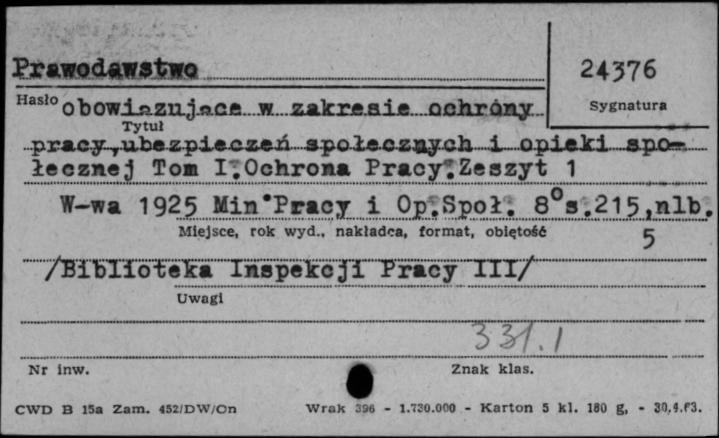 Prawodawstwo
24376
Hasło
Sygnatura
obowiązujące w zakresie ochrony
Tytuł
pracy, ubezpieczeń społecznych i opieki spo-
łecznej Tom I.Ochrona Pracy.Zeszyt 1
W-wa 1925 Min.Pracy i Op.Społ. 8°s.215,nlb.
Miejsce, rok wyd., nakładca, format, objętość
5
/Biblioteka Inspekcji Pracy III/
Uwagi
331.1
Nr inw.
Znak klas.
CWD B 15a Zam. 452/DW/On
Wrak 396 - 1.730.000 - Karton 5 kl. 180 g, - 30.4.63.